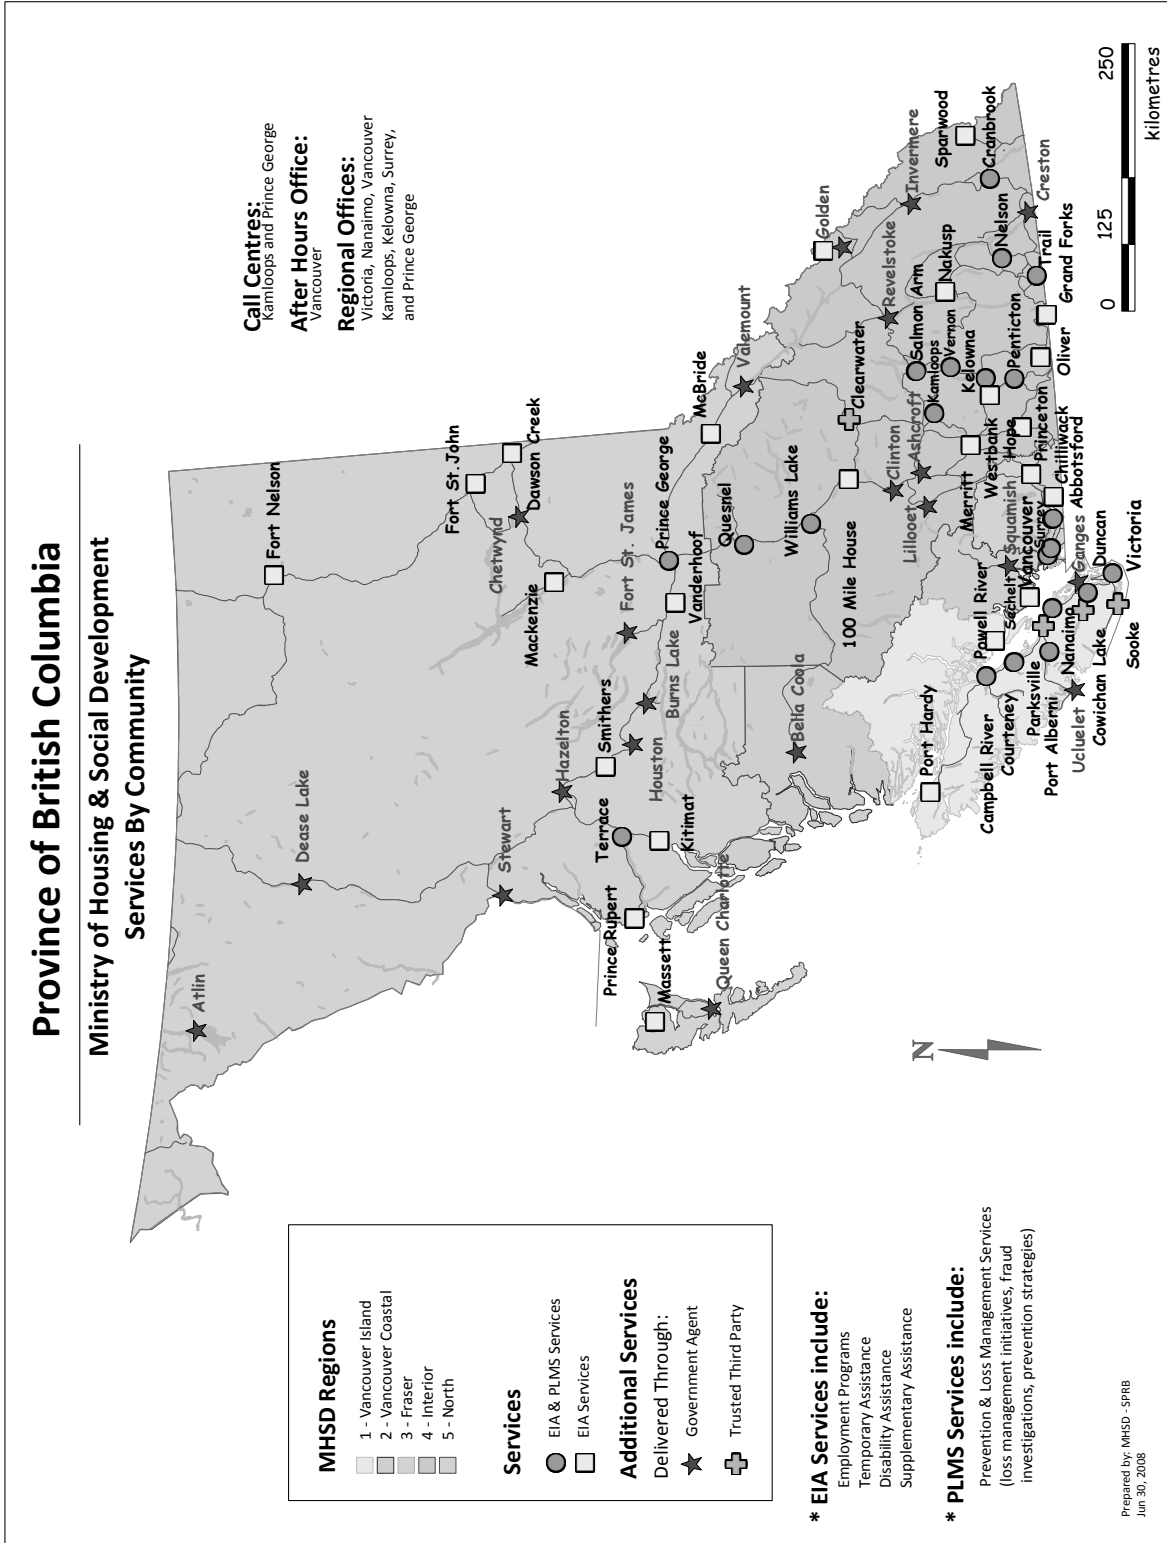 Province of British Columbia
Ministry of Housing & Social Development
Services By Community
Call Centres:
Kamloops and Prince George
After Hours Office:
Vancouver
Regional Offices:
Victoria, Nanaimo, Vancouver
Kamloops, Kelowna, Surrey,
and Prince George
Atlin
Dease Lake
Fort Nelson
Fort St.John
Dawson Creek
Chetwynd
Mackenzie
Stewart
Hazelton
Smithers
Terrace
Houston
Kitimat
Burns Lake
Fort St. James
Vanderhoof
Prince George
McBride
Valemount
Prince Rupert
Massett
Queen Charlotte
Quesnel
Williams Lake
Bella Coola
100 Mile House
Clearwater
Golden
Clinton
Ashcroft
Lillooet
Kamloops
Salmon Arm
Revelstoke
Invermere
Vernon
Nakusp
Sparwood
Cranbrook
Merritt
Westbank
Kelowna
Penticton
Nelson
Creston
Trail
Grand Forks
Oliver
Princeton
Hope
Chilliwack
Abbotsford
Squamish
Vancouver
Surrey
Sechelt
Powell River
Port Hardy
Campbell River
Courteney
Parksville
Port Alberni
Nanaimo
Ucluelet
Ganges
Duncan
Cowichan Lake
Victoria
Sooke
N
0 125 250
kilometres
MHSD Regions
1 - Vancouver Island
2 - Vancouver Coastal
3 - Fraser
4 - Interior
5 - North
Services
EIA & PLMS Services
EIA Services
Additional Services
Delivered Through:
Government Agent
Trusted Third Party
* EIA Services include:
Employment Programs
Temporary Assistance
Disability Assistance
Supplementary Assistance
* PLMS Services include:
Prevention & Loss Management Services
(loss management initiatives, fraud
investigations, prevention strategies)
Prepared by: MHSD - SPRB
Jun 30, 2008